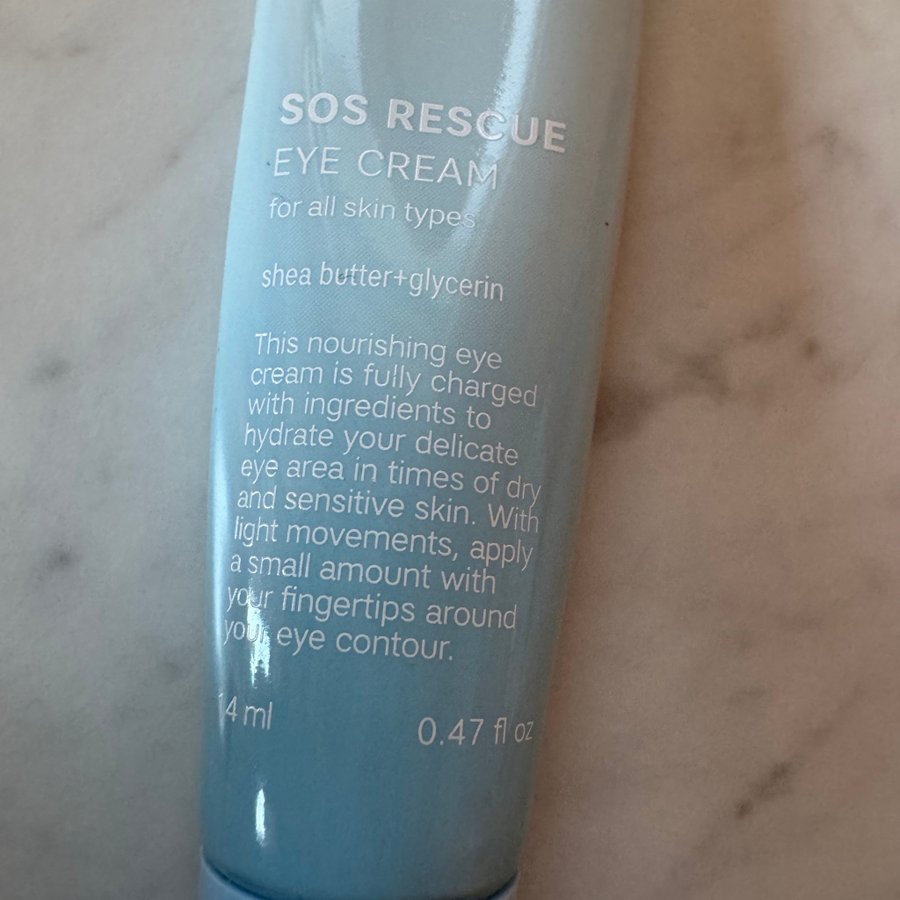 SOS RESCUE
EYE CREAM
for all skin types
shea butter+glycerin
This nourishing eye
cream is fully charged
with ingredients to
hydrate your delicate
eye area in times of dry
and sensitive skin. With
light movements, apply
a small amount with
your fingertips around
your eye contour.
14 ml
0.47 fl oz